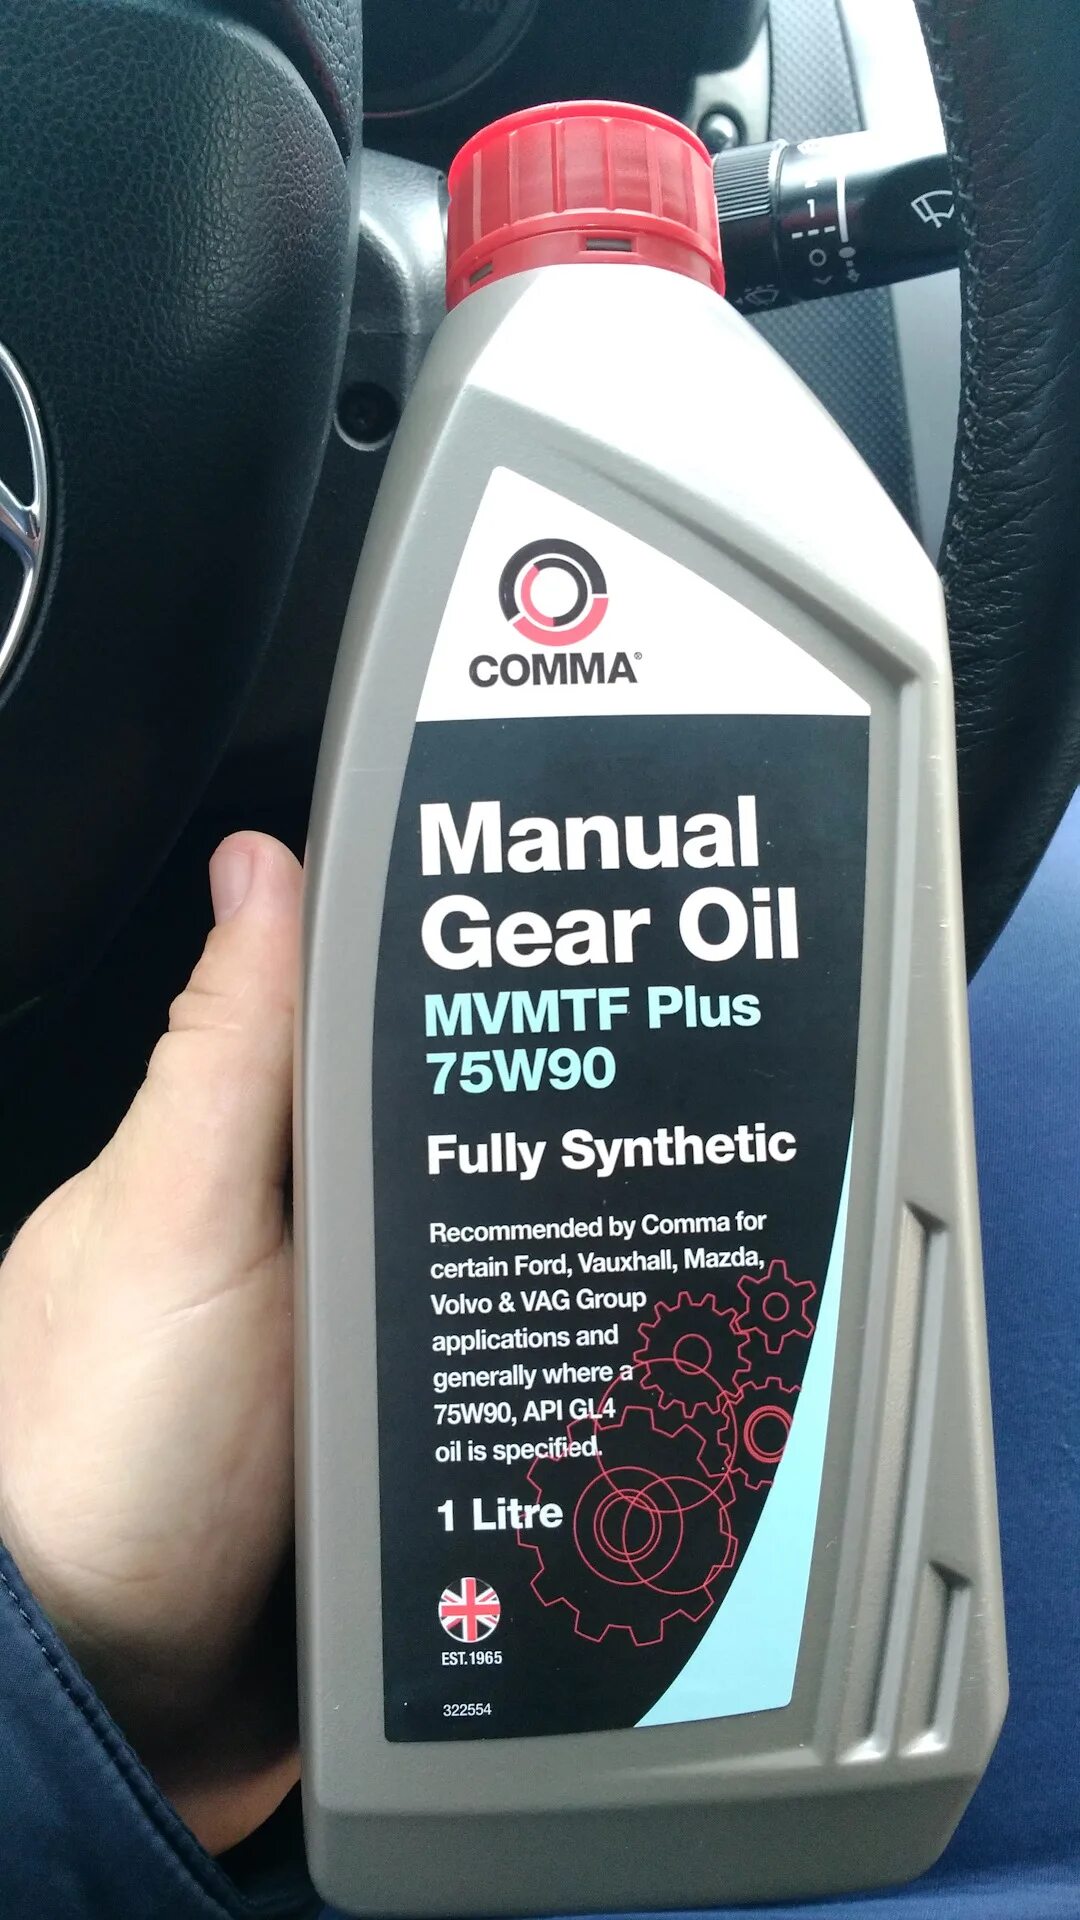 COMMA®
Manual
Gear Oil
MVMTF Plus
75W90
Fully Synthetic
Recommended by Comma for
certain Ford, Vauxhall, Mazda,
Volvo & VAG Group
applications and
generally where a
75W90, API GL4
oil is specified.
1 Litre
EST.1965
322554
1